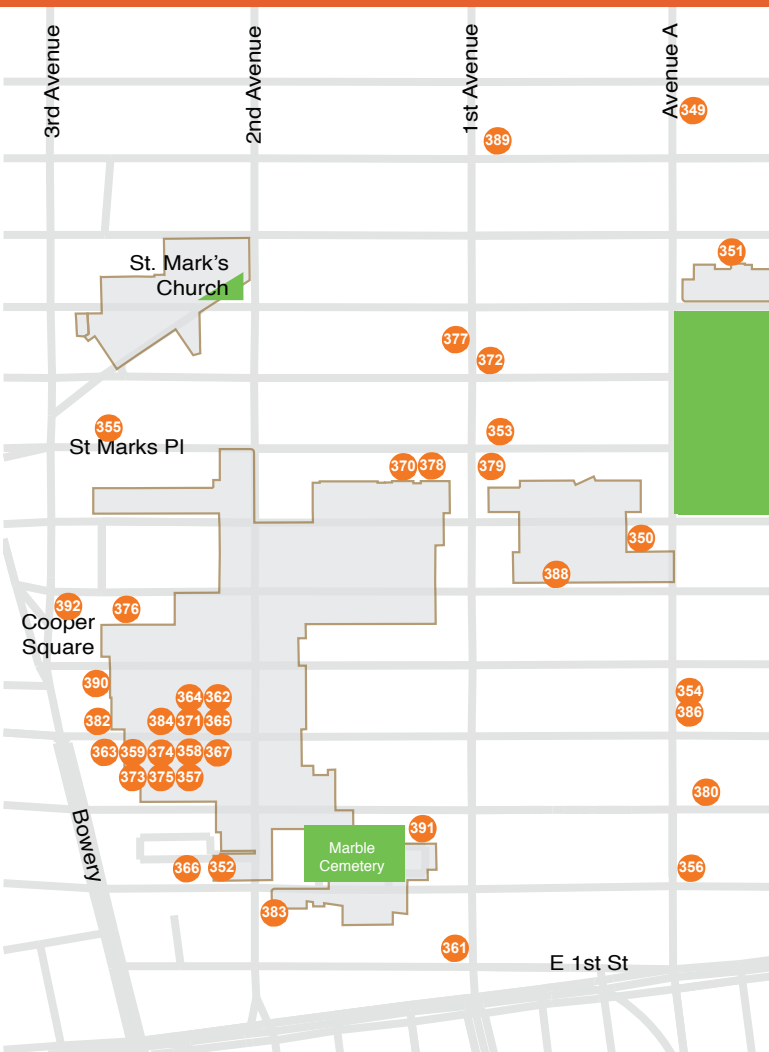 3rd Avenue
2nd Avenue
1st Avenue
Avenue A
349
389
St. Mark's
Church
351
377
372
355
St Marks Pl
353
370
378
379
350
388
392
376
Cooper
Square
390
364
362
354
382
384
371
365
386
363
359
374
358
367
373
375
357
380
Bowery
391
Marble
Cemetery
366
352
356
383
361
E 1st St